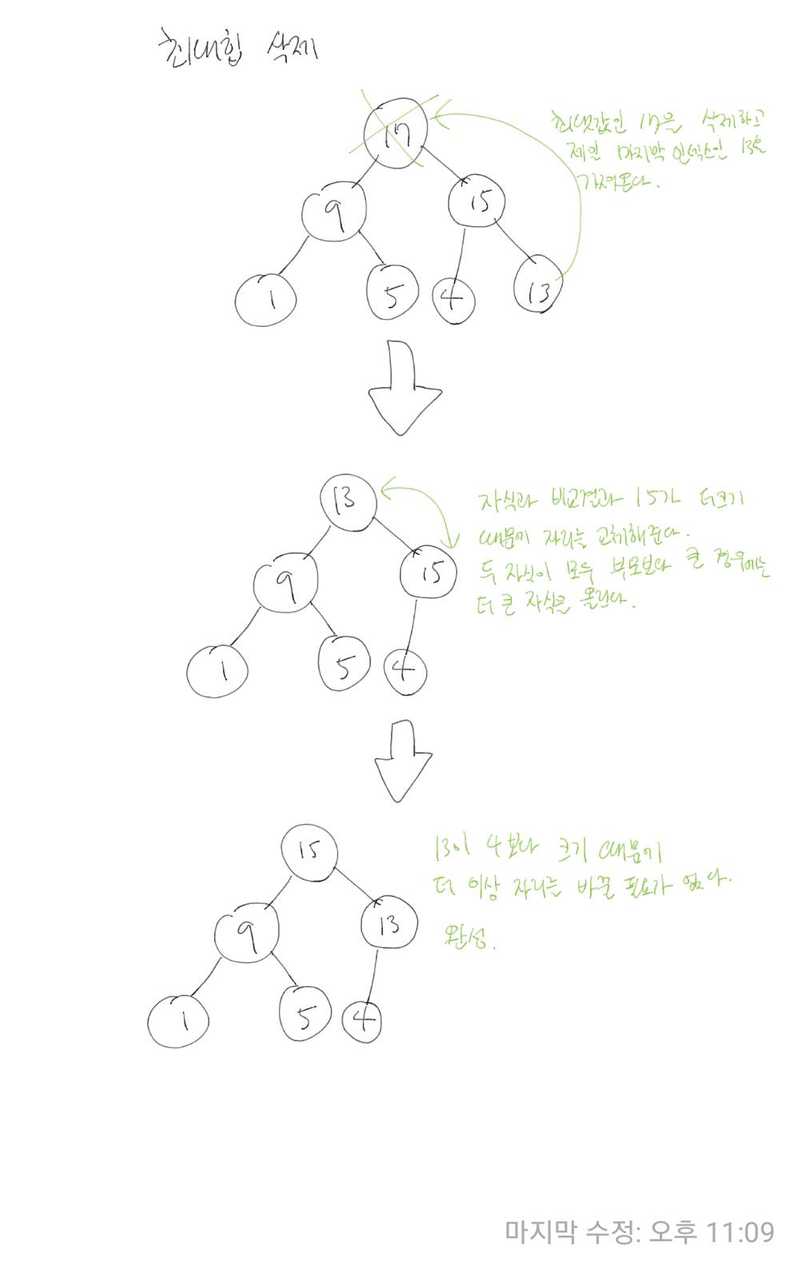 최대힙 삭제
17
최댓값인 17을 삭제하고
제일 마지막 인덱스인 13을
가져온다.
9 15
1 5 4 13
13
자식과 비교결과 15가 더크기
때문에 자리를 교체해준다.
두 자식이 모두 부모보다 큰 경우에는
더 큰 자식을 올린다.
9 15
1 5 4
15
13이 4보다 크기 때문에
더 이상 자리를 바꿀 필요가 없다.
9 13
완성.
1 5 4
마지막 수정: 오후 11:09